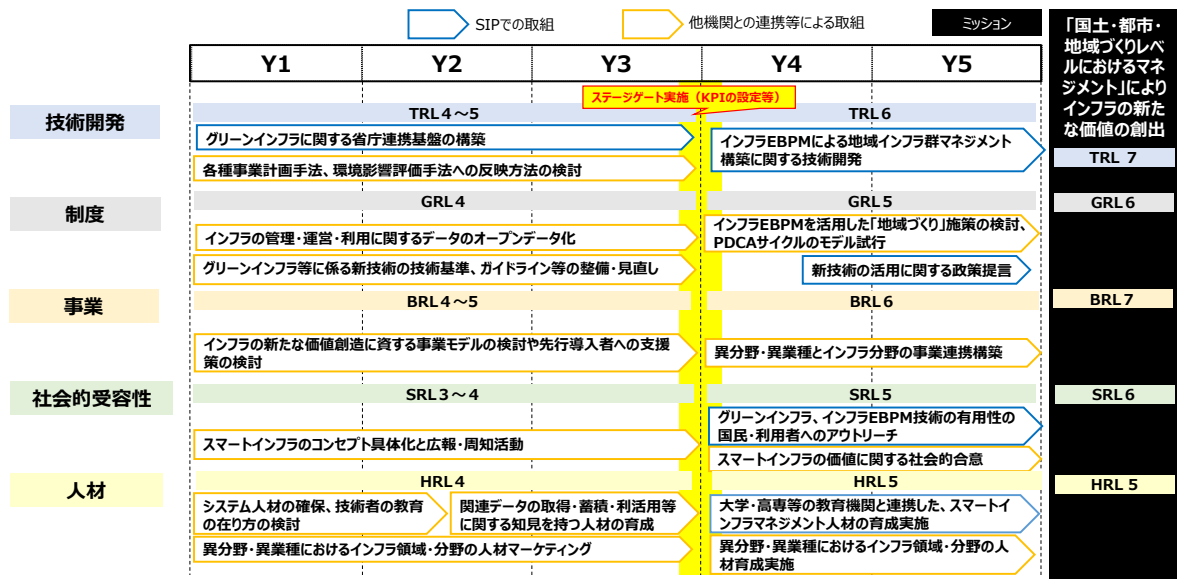 SIPでの取組
他機関との連携等による取組
ミッション
「国土・都市・
地域づくりレベ
ルにおけるマネ
ジメント」により
インフラの新た
な価値の創出
Y1
Y2
Y3
Y4
Y5
ステージゲート実施（KPIの設定等）
技術開発
TRL４～５
TRL６
TRL 7
グリーンインフラに関する省庁連携基盤の構築
インフラEBPMによる地域インフラ群マネジメント
構築に関する技術開発
各種事業計画手法、環境影響評価手法への反映方法の検討
制度
GRL４
GRL５
GRL６
インフラの管理・運営・利用に関するデータのオープンデータ化
インフラEBPMを活用した「地域づくり」施策の検討、
PDCAサイクルのモデル試行
グリーンインフラ等に係る新技術の技術基準、ガイドライン等の整備・見直し
新技術の活用に関する政策提言
事業
BRL４～５
BRL６
BRL７
インフラの新たな価値創造に資する事業モデルの検討や先行導入者への支援
策の検討
異分野・異業種とインフラ分野の事業連携構築
社会的受容性
SRL３～４
SRL５
SRL６
スマートインフラのコンセプト具体化と広報・周知活動
グリーンインフラ、インフラEBPM技術の有用性の
国民・利用者へのアウトリーチ
スマートインフラの価値に関する社会的合意
人材
HRL４
HRL５
HRL 5
システム人材の確保、技術者の教育
の在り方の検討
関連データの取得・蓄積・利活用等
に関する知見を持つ人材の育成
大学・高専等の教育機関と連携した、スマートイ
ンフラマネジメント人材の育成実施
異分野・異業種におけるインフラ領域・分野の人材マーケティング
異分野・異業種におけるインフラ領域・分野の人
材育成実施